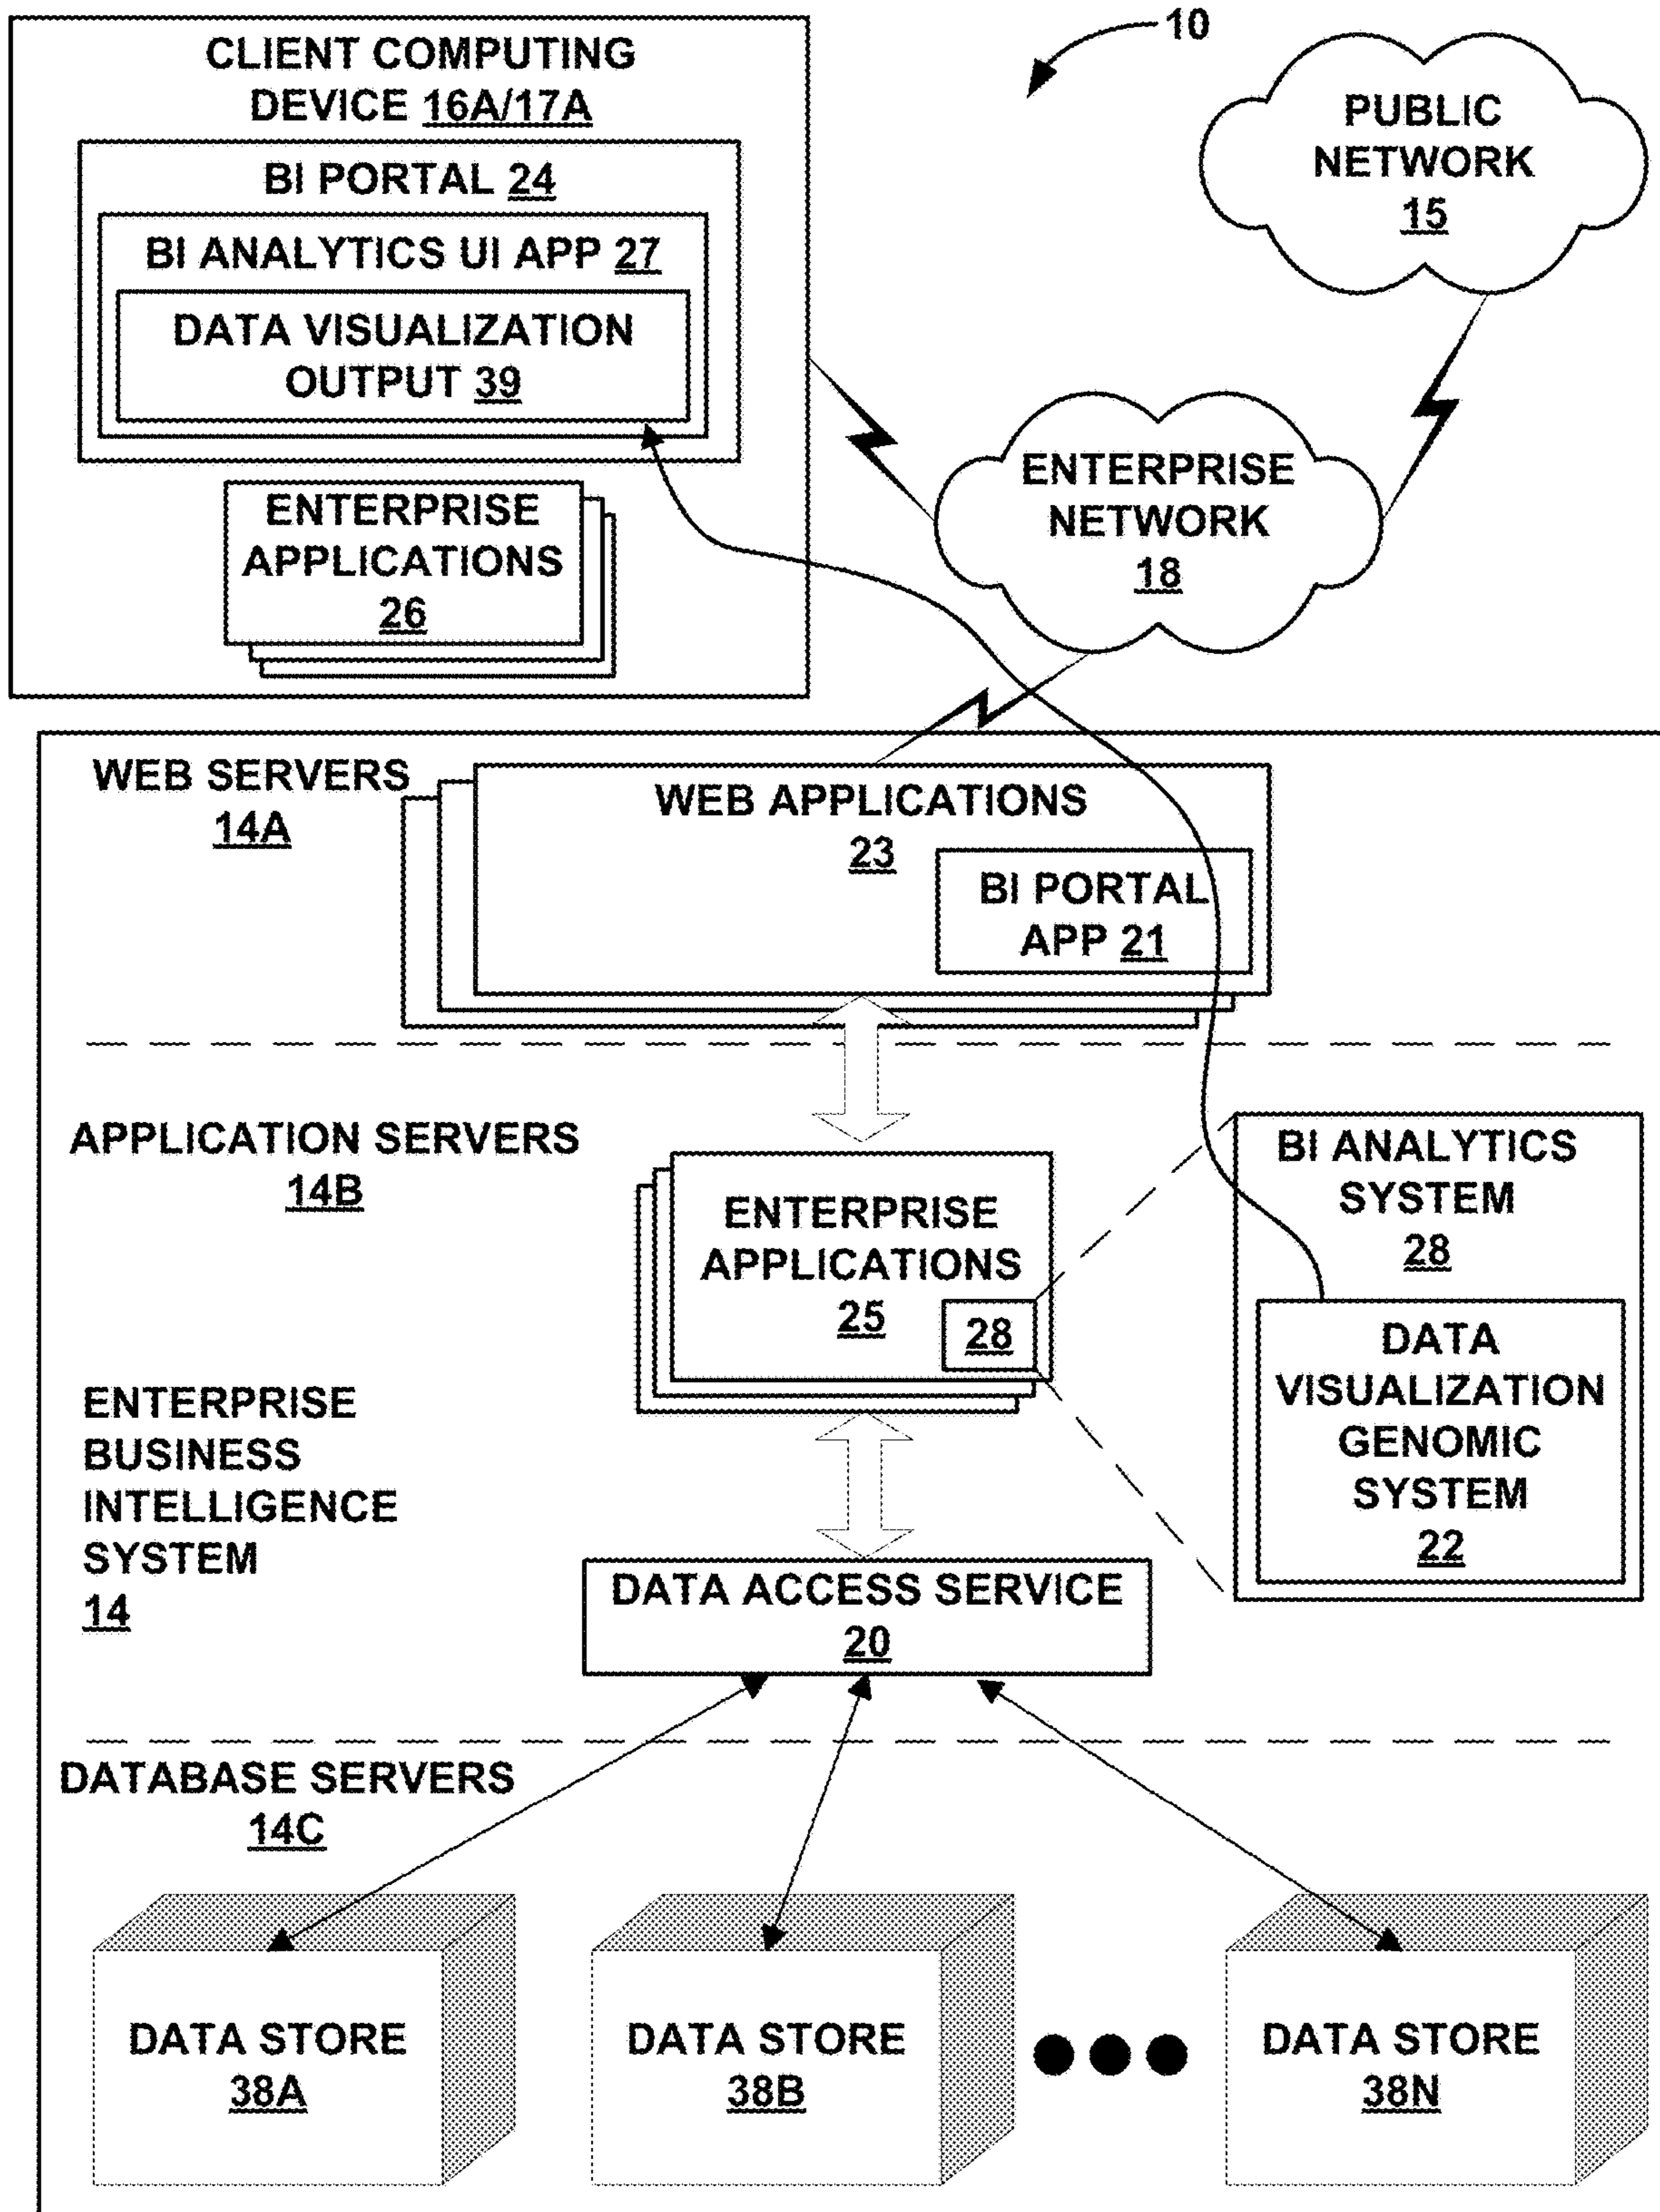 10
CLIENT COMPUTING
DEVICE 16A/17A
BI PORTAL 24
BI ANALYTICS UI APP 27
DATA VISUALIZATION
OUTPUT 39
ENTERPRISE
APPLICATIONS
26
PUBLIC
NETWORK
15
ENTERPRISE
NETWORK
18
WEB SERVERS
14A
WEB APPLICATIONS
23
BI PORTAL
APP 21
APPLICATION SERVERS
14B
ENTERPRISE
APPLICATIONS
25
28
BI ANALYTICS
SYSTEM
28
DATA
VISUALIZATION
GENOMIC
SYSTEM
22
ENTERPRISE
BUSINESS
INTELLIGENCE
SYSTEM
14
DATA ACCESS SERVICE
20
DATABASE SERVERS
14C
DATA STORE
38A
DATA STORE
38B
DATA STORE
38N